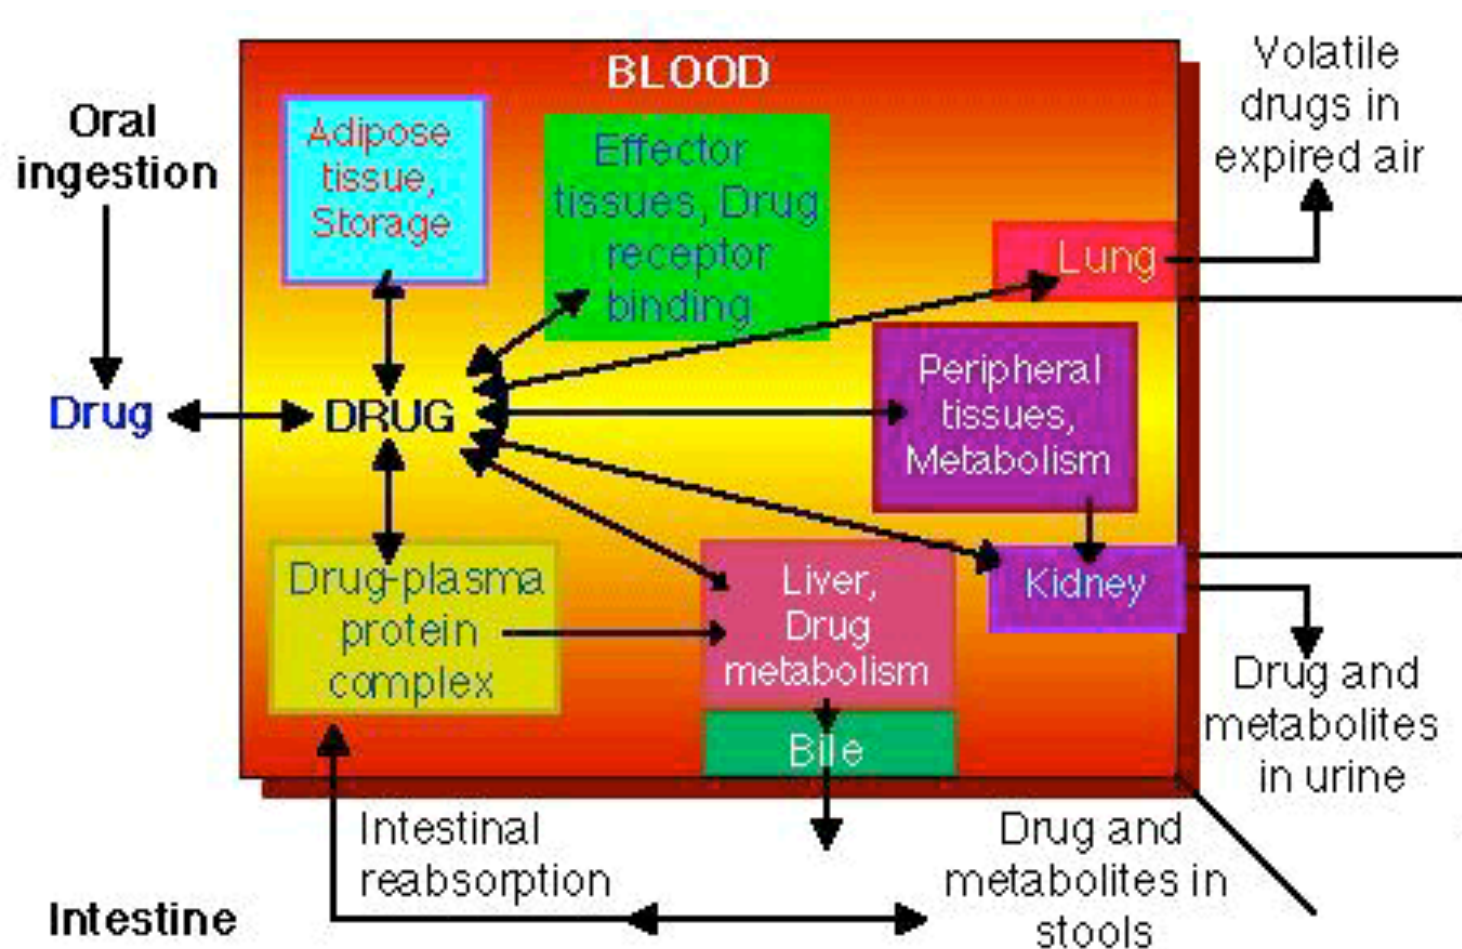 BLOOD
Oral
ingestion
Drug
Adipose
tissue,
Storage
Effector
tissues, Drug
receptor
binding
Volatile
drugs in
expired air
Lung
DRUG
Peripheral
tissues,
Metabolism
Drug-plasma
protein
complex
Liver,
Drug
metabolism
Bile
Kidney
Drug and
metabolites
in urine
Intestinal
reabsorption
Drug and
metabolites in
stools
Intestine